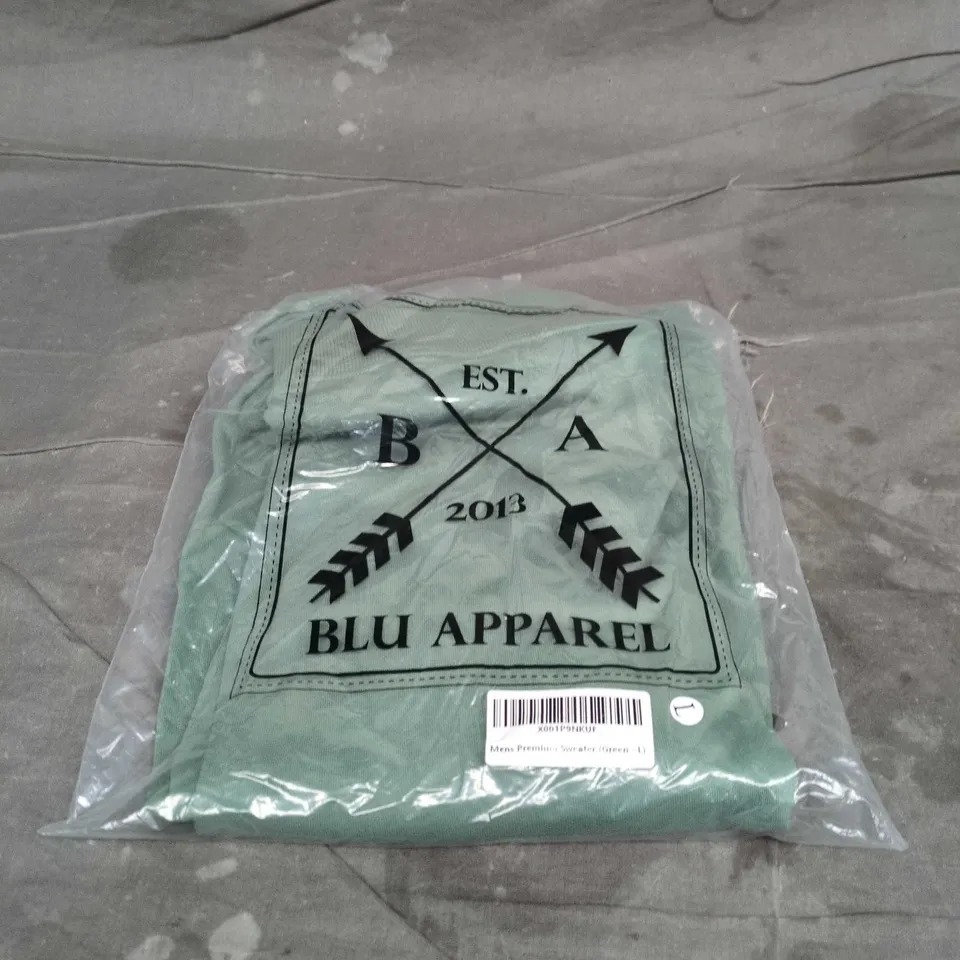 EST.
B A
2013
BLU APPAREL
X001P9NKUF
L
Mens Premium Sweater (Green - L)